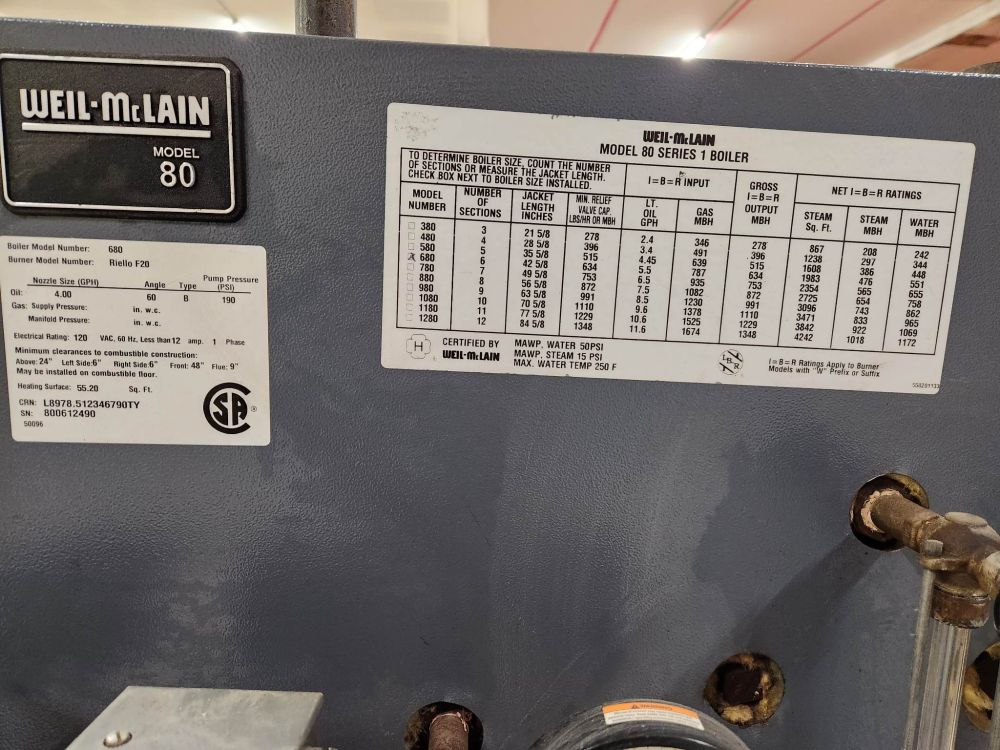 WEIL-McLAIN
MODEL
80
Boiler Model Number: 680
Burner Model Number: Riello F20
Nozzle Size (GPH) Angle Type Pump Pressure (PSI)
Oil: 4.00 60 B 190
Gas: Supply Pressure: in. w.c.
Manifold Pressure: in. w.c.
Electrical Rating: 120 VAC, 60 Hz, Less than 12 amp. 1 Phase
Minimum clearances to combustible construction:
Above: 24" Left Side: 6" Right Side: 6" Front: 48" Flue: 9"
May be installed on combustible floor.
Heating Surface: 55.20 Sq. Ft.
CRN: L8978.512346790TY
SN: 800612490
50096
SA ®
WEIL-McLAIN
MODEL 80 SERIES 1 BOILER
TO DETERMINE BOILER SIZE, COUNT THE NUMBER
OF SECTIONS OR MEASURE THE JACKET LENGTH.
CHECK BOX NEXT TO BOILER SIZE INSTALLED.
I=B=R INPUT
GROSS I=B=R OUTPUT MBH
NET I=B=R RATINGS
MODEL NUMBER NUMBER OF SECTIONS JACKET LENGTH INCHES MIN. RELIEF VALVE CAP. LBS/HR OR MBH LT. OIL GPH GAS MBH STEAM Sq. Ft. STEAM MBH WATER MBH
380 3 21 5/8 278 2.4 346 278 867 208 242
480 4 28 5/8 396 3.4 491 396 1238 297 344
580 5 35 5/8 515 4.45 639 515 1608 386 448
X 680 6 42 5/8 634 5.5 787 634 1983 476 551
780 7 49 5/8 753 6.5 935 753 2354 565 655
880 8 56 5/8 872 7.5 1082 872 2725 654 758
980 9 63 5/8 991 8.5 1230 991 3096 743 862
1080 10 70 5/8 1110 9.6 1378 1110 3471 833 965
1180 11 77 5/8 1229 10.6 1525 1229 3842 922 1069
1280 12 84 5/8 1348 11.6 1674 1348 4242 1018 1172
H CERTIFIED BY
WEIL-McLAIN
MAWP. WATER 50PSI
MAWP. STEAM 15 PSI
MAX. WATER TEMP 250 F
I B R
I=B=R Ratings Apply to Burner
Models with "W" Prefix or Suffix
WARNING